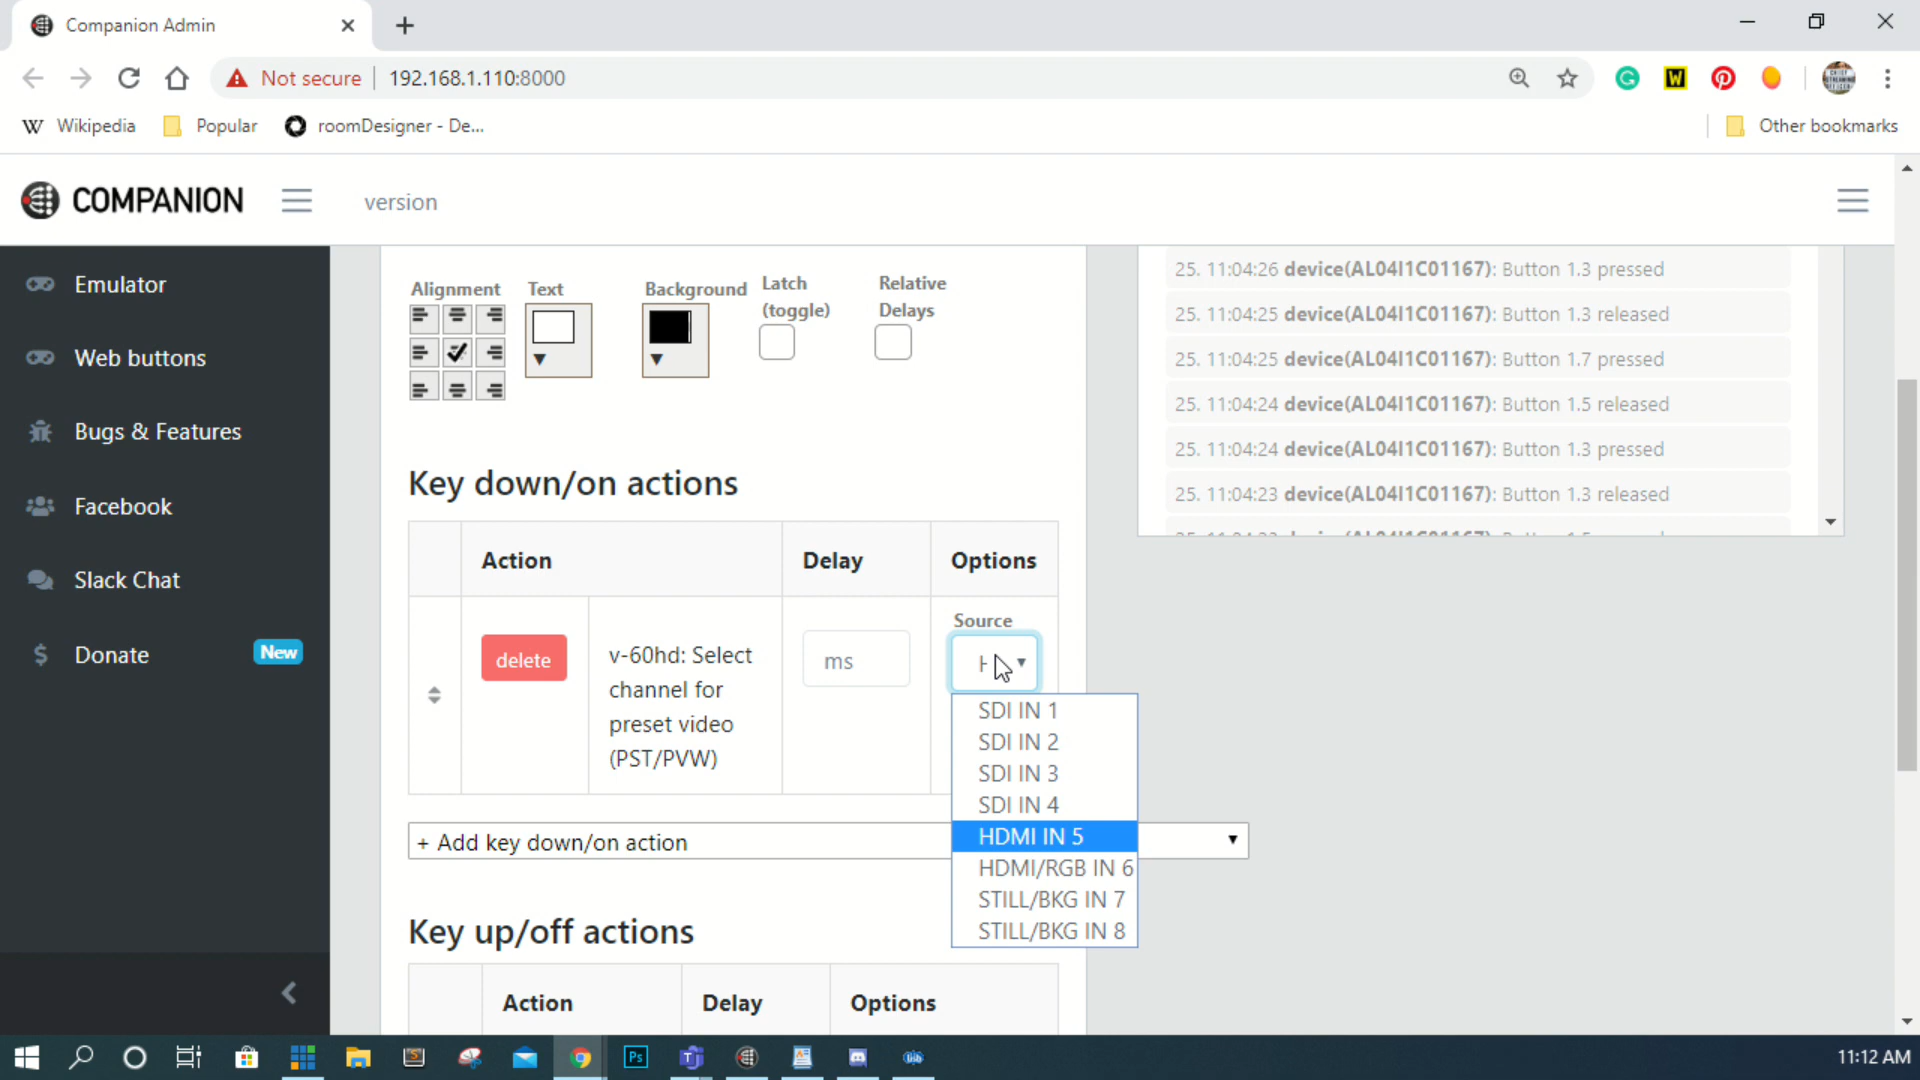 Companion Admin
Not secure
192.168.1.110:8000
W
Wikipedia
Popular
roomDesigner - De...
Other bookmarks
COMPANION
version
Emulator
Web buttons
Bugs & Features
Facebook
Slack Chat
Donate
New
Alignment
Text
Background
Latch
(toggle)
Relative
Delays
25. 11:04:26 device(AL04I1C01167): Button 1.3 pressed
25. 11:04:25 device(AL04I1C01167): Button 1.3 released
25. 11:04:25 device(AL04I1C01167): Button 1.7 pressed
25. 11:04:24 device(AL04I1C01167): Button 1.5 released
25. 11:04:24 device(AL04I1C01167): Button 1.3 pressed
25. 11:04:23 device(AL04I1C01167): Button 1.3 released
Key down/on actions
Action
Delay
Options
delete
v-60hd: Select
channel for
preset video
(PST/PVW)
ms
Source
SDI IN 1
SDI IN 2
SDI IN 3
SDI IN 4
HDMI IN 5
HDMI/RGB IN 6
STILL/BKG IN 7
STILL/BKG IN 8
+ Add key down/on action
Key up/off actions
Action
Delay
Options
Ps
11:12 AM